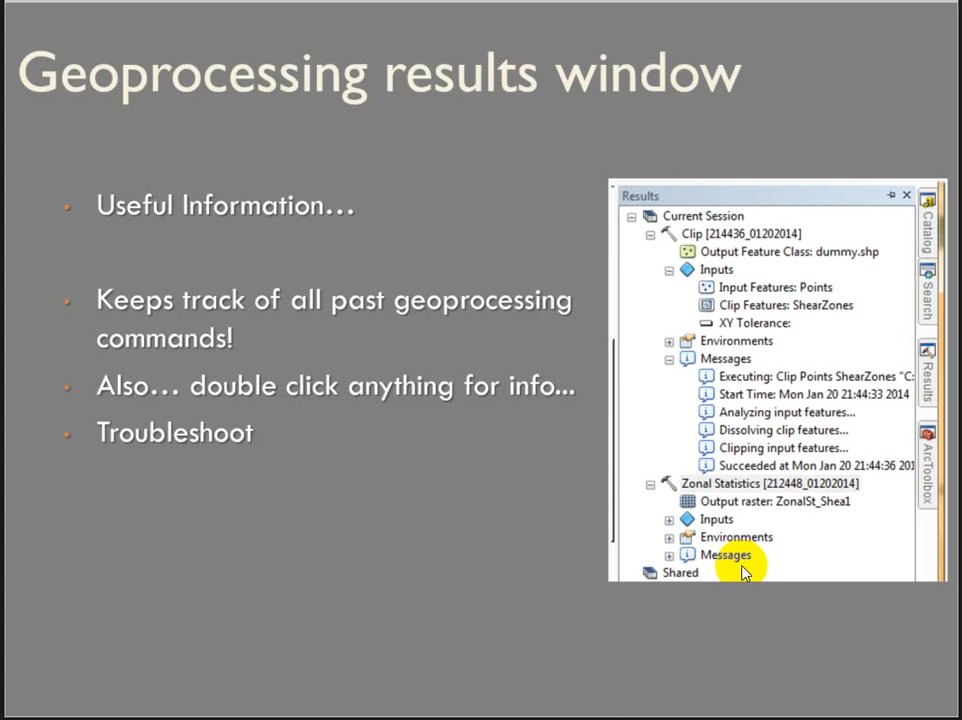 Geoprocessing results window
Useful Information…
Keeps track of all past geoprocessing
commands!
Also… double click anything for info...
Troubleshoot
Results
Current Session
Clip [214436_01202014]
Output Feature Class: dummy.shp
Inputs
Input Features: Points
Clip Features: ShearZones
XY Tolerance:
Environments
Messages
Executing: Clip Points ShearZones "C:
Start Time: Mon Jan 20 21:44:33 2014
Analyzing input features...
Dissolving clip features...
Clipping input features...
Succeeded at Mon Jan 20 21:44:36 201
Zonal Statistics [212448_01202014]
Output raster: ZonalSt_Shea1
Inputs
Environments
Messages
Shared
Catalog
Search
Results
ArcToolbox